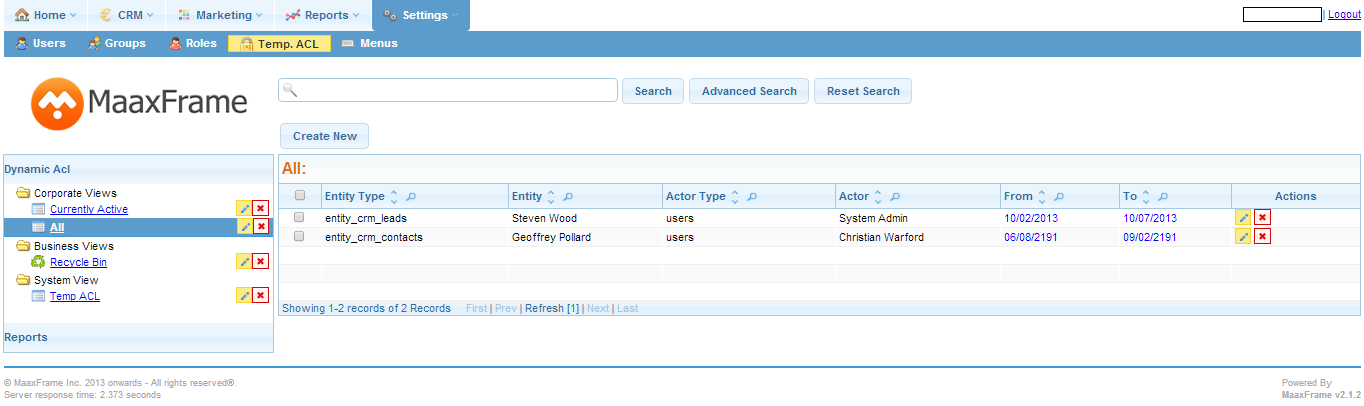 Home CRM Marketing Reports Settings | Logout
Users Groups Roles Temp. ACL Menus
MaaxFrame
Search Advanced Search Reset Search
Create New
Dynamic Acl
Corporate Views
Currently Active
All
Business Views
Recycle Bin
System View
Temp ACL
Reports
All:
Entity Type Entity Actor Type Actor From To Actions
entity_crm_leads Steven Wood users System Admin 10/02/2013 10/07/2013
entity_crm_contacts Geoffrey Pollard users Christian Warford 06/08/2191 09/02/2191
Showing 1-2 records of 2 Records First | Prev | Refresh [1] | Next | Last
© MaaxFrame Inc. 2013 onwards - All rights reserved®.
Server response time: 2.373 seconds
Powered By
MaaxFrame v2.1.2